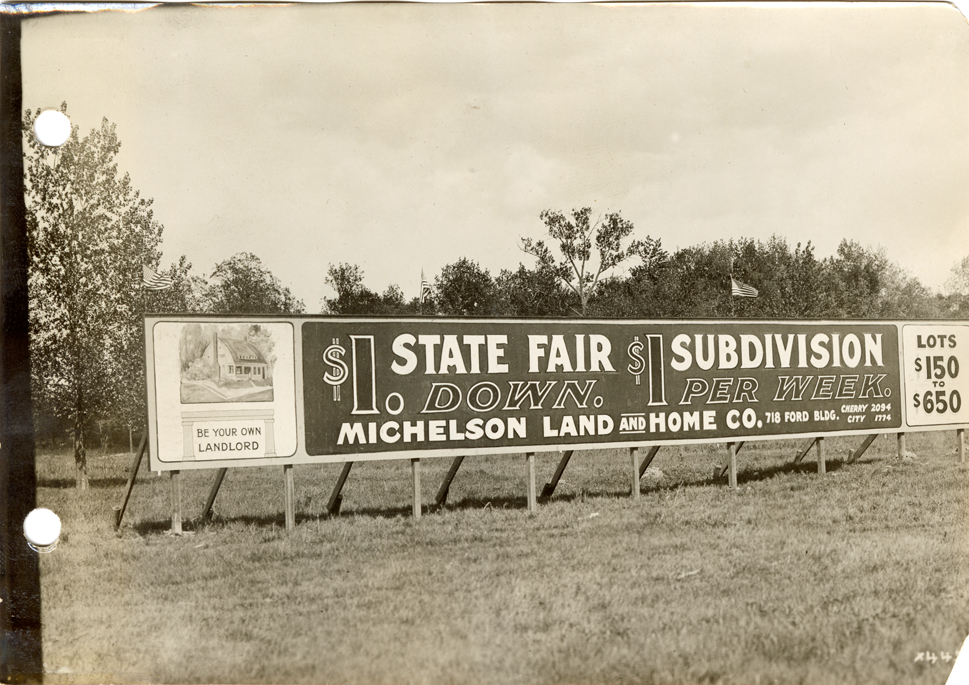 BE YOUR OWN
LANDLORD
STATE FAIR SUBDIVISION
$1. DOWN. $1 PER WEEK.
MICHELSON LAND AND HOME CO. 718 FORD BLDG. CHERRY 2094
CITY 1774
LOTS
$150
TO
$650